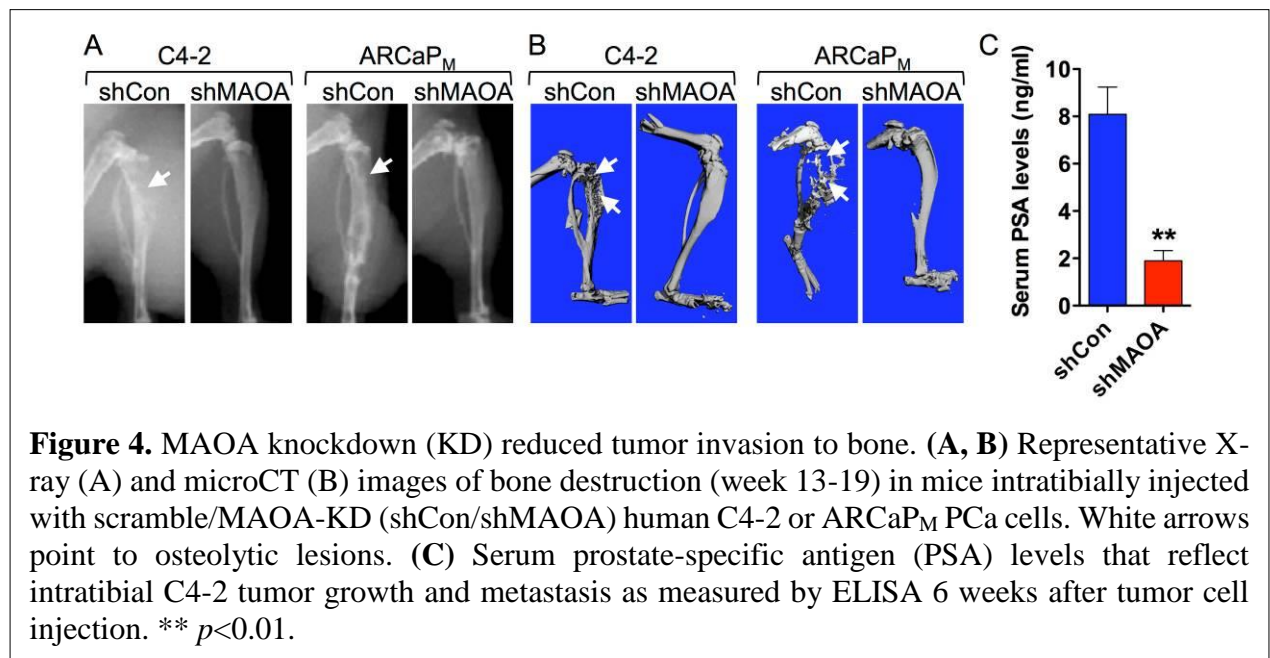 A
C4-2
ARCaPM
shCon shMAOA shCon shMAOA
B
C4-2
ARCaPM
shCon shMAOA shCon shMAOA
C
Serum PSA levels (ng/ml)
10
8
6
4
2
0
**
shCon
shMAOA
Figure 4. MAOA knockdown (KD) reduced tumor invasion to bone. (A, B) Representative X-
ray (A) and microCT (B) images of bone destruction (week 13-19) in mice intratibially injected
with scramble/MAOA-KD (shCon/shMAOA) human C4-2 or ARCaPM PCa cells. White arrows
point to osteolytic lesions. (C) Serum prostate-specific antigen (PSA) levels that reflect
intratibial C4-2 tumor growth and metastasis as measured by ELISA 6 weeks after tumor cell
injection. ** p<0.01.